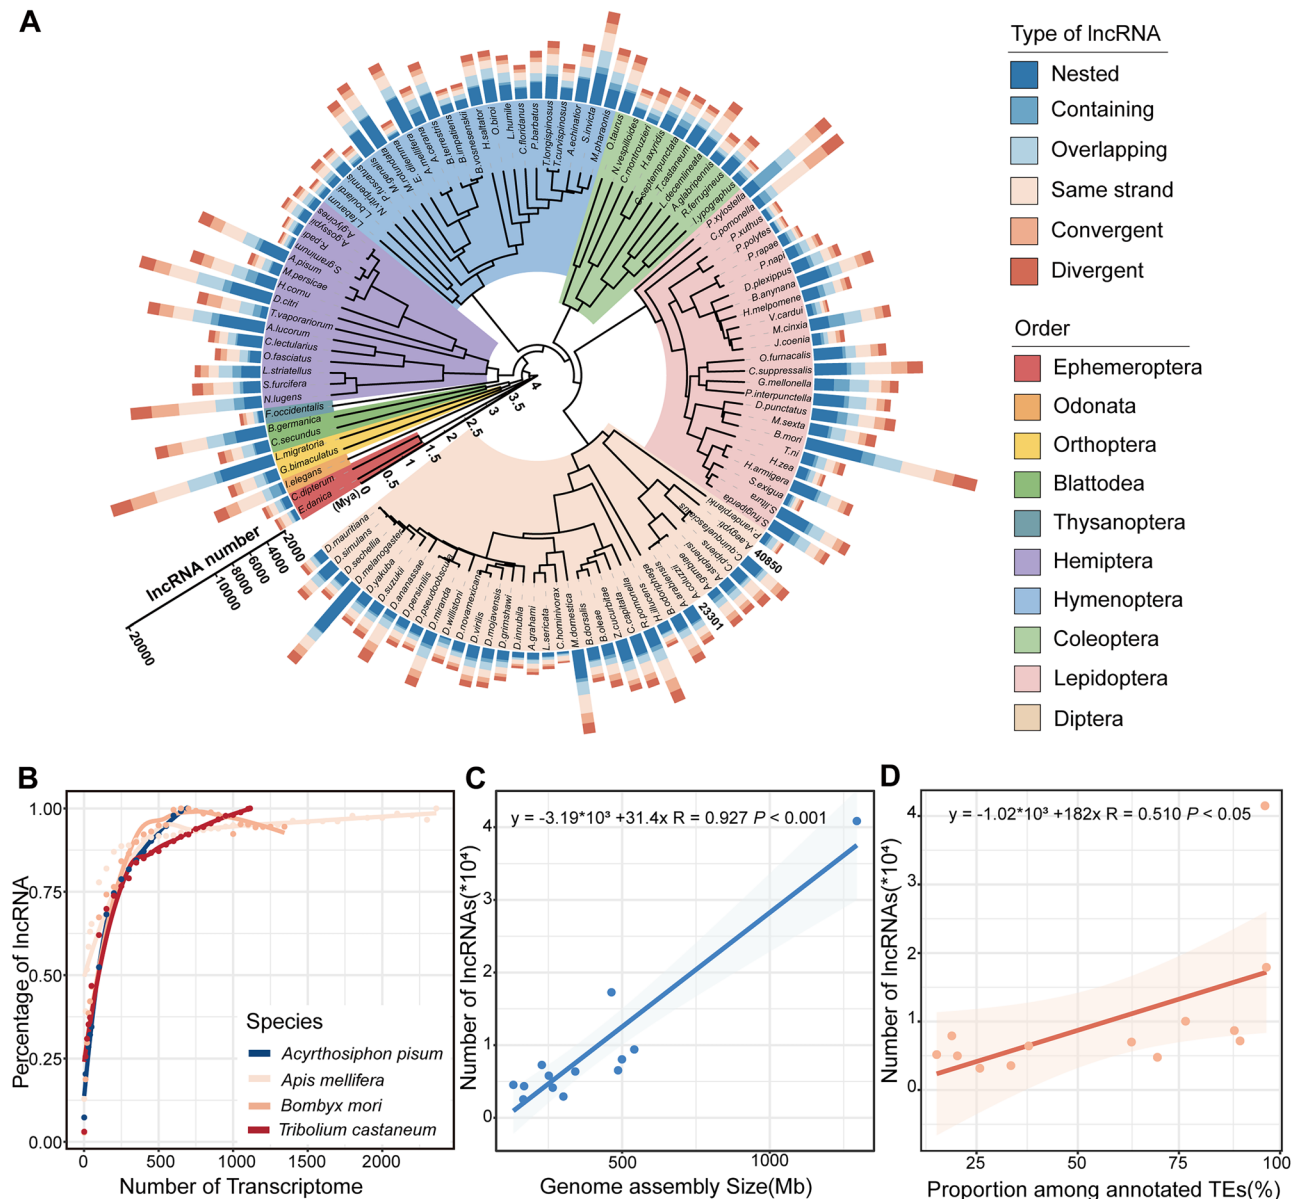 A
Type of lncRNA
Nested
Containing
Overlapping
Same strand
Convergent
Divergent
Order
Ephemeroptera
Odonata
Orthoptera
Blattodea
Thysanoptera
Hemiptera
Hymenoptera
Coleoptera
Lepidoptera
Diptera
E.danica
C.dipterum
I.elegans
G.bimaculatus
L.migratoria
C.secundus
B.germanica
F.occidentalis
N.lugens
S.furcifera
L.striatellus
O.fasciatus
C.lectularius
A.lucorum
T.vaporariorum
D.citri
H.cornu
M.persicae
A.pisum
S.graminum
R.padi
A.gossypii
A.glycines
L.fabarum
L.boulardi
N.vitripennis
P.fuscatus
M.genalis
M.rotundata
E.dilemma
A.mellifera
A.cerana
B.terrestris
B.impatiens
B.vosnesenskii
H.saltator
O.biroi
L.humile
C.floridanus
P.barbatus
T.longispinosus
T.curvispinosus
A.echinatior
S.invicta
M.pharaonis
O.taurus
N.vespilloides
C.montrouzieri
H.axyridis
C.septempunctata
T.castaneum
L.decemlineata
A.glabripennis
R.ferrugineus
I.ypographus
P.xylostella
C.pomonella
P.xuthus
P.polytes
P.rapae
P.napi
D.plexippus
B.anynana
H.melpomene
V.cardui
M.cinxia
J.coenia
O.furnacalis
C.suppressalis
G.mellonella
P.interpunctella
D.punctatus
M.sexta
B.mori
T.ni
H.zea
H.armigera
S.exigua
S.litura
S.frugiperda
P.vanderplanki
A.aegypti
C.quinquefasciatus
C.pipiens
A.stephensi
A.gambiae
A.coluzzii
A.arabiensis
B.odoriphaga
H.illucens
R.pomonella
C.capitata
Z.cucurbitae
B.oleae
B.dorsalis
M.domestica
C.hominivorax
L.sericata
A.grahami
D.innubila
D.grimshawi
D.mojavensis
D.virilis
D.novamexicana
D.willistoni
D.miranda
D.pseudoobscura
D.persimilis
D.ananassae
D.suzukii
D.yakuba
D.melanogaster
D.sechellia
D.simulans
D.mauritiana
40850
23301
(Mya) 0 0.5 1 1.5 2 2.5 3 3.5 4
lncRNA number
2000
4000
6000
8000
10000
20000
B
Percentage of lncRNA
1.00
0.75
0.50
0.25
0.00
Species
Acyrthosiphon pisum
Apis mellifera
Bombyx mori
Tribolium castaneum
0 500 1000 1500 2000
Number of Transcriptome
C
y = -3.19*10³ +31.4x R = 0.927 P < 0.001
Number of lncRNAs(*10⁴)
4
3
2
1
0
500 1000
Genome assembly Size(Mb)
D
y = -1.02*10³ +182x R = 0.510 P < 0.05
Number of lncRNAs(*10⁴)
4
3
2
1
0
25 50 75 100
Proportion among annotated TEs(%)